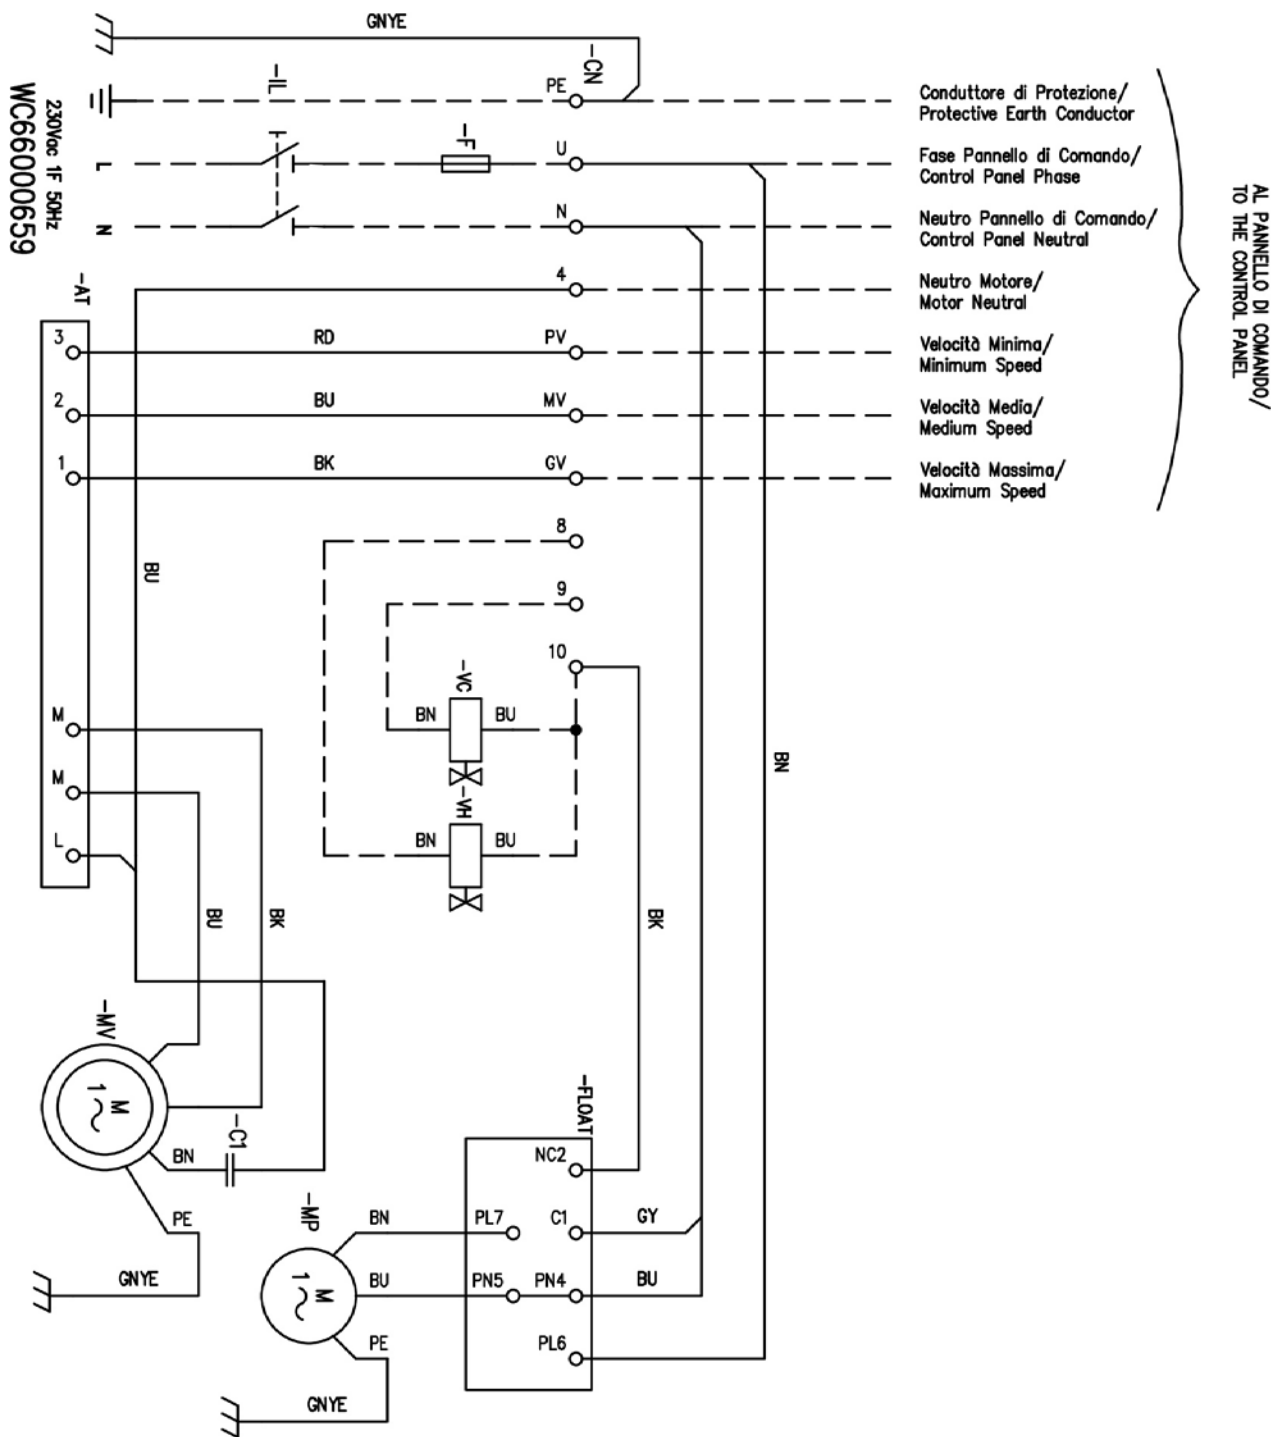 GNYE
-CN
-IL
PE
Conduttore di Protezione/
Protective Earth Conductor
-F
U
L
Fase Pannello di Comando/
Control Panel Phase
N
N
Neutro Pannello di Comando/
Control Panel Neutral
230Vac 1F 50Hz
WC66000659
AL PANNELLO DI COMANDO/
TO THE CONTROL PANEL
-AT
4
Neutro Motore/
Motor Neutral
3
RD
PV
Velocità Minima/
Minimum Speed
2
BU
MV
Velocità Media/
Medium Speed
1
BK
GV
Velocità Massima/
Maximum Speed
8
BU
9
10
-VC
M
BN
BU
BN
M
-VH
L
BN
BU
BU
BK
BK
-MV
M
1~
-FLOAT
-C1
BN
NC2
-MP
PE
BN
PL7
C1
GY
GNYE
M
1~
BU
PN5
PN4
BU
PE
PL6
GNYE